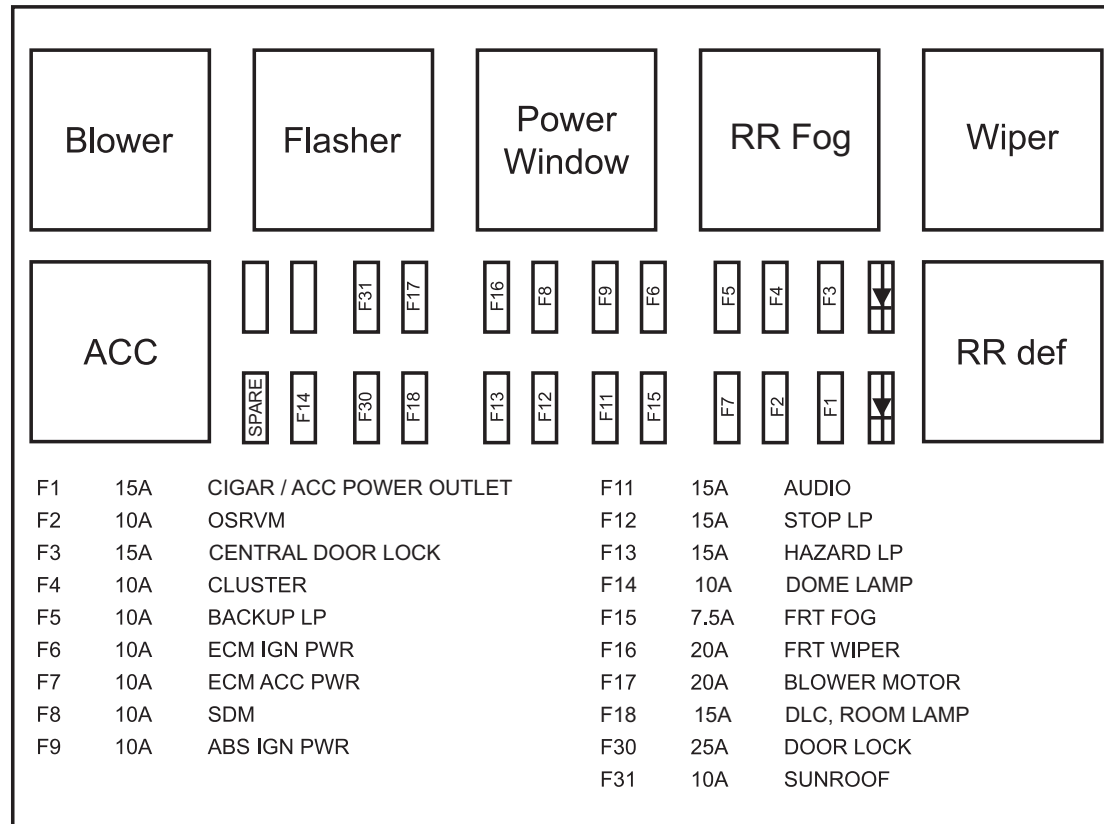 Blower
Flasher
Power
Window
RR Fog
Wiper
ACC
F31
F17
F16
F8
F9
F6
F5
F4
F3
RR def
SPARE
F14
F30
F18
F13
F12
F11
F15
F7
F2
F1
F1 15A CIGAR / ACC POWER OUTLET
F2 10A OSRVM
F3 15A CENTRAL DOOR LOCK
F4 10A CLUSTER
F5 10A BACKUP LP
F6 10A ECM IGN PWR
F7 10A ECM ACC PWR
F8 10A SDM
F9 10A ABS IGN PWR
F11 15A AUDIO
F12 15A STOP LP
F13 15A HAZARD LP
F14 10A DOME LAMP
F15 7.5A FRT FOG
F16 20A FRT WIPER
F17 20A BLOWER MOTOR
F18 15A DLC, ROOM LAMP
F30 25A DOOR LOCK
F31 10A SUNROOF